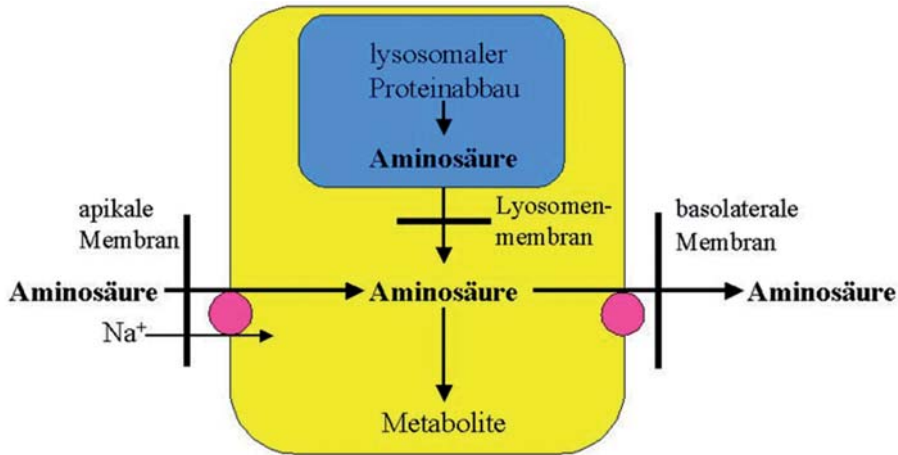 lysosomaler
Proteinabbau
Aminosäure
apikale
Membran
Lyosomen-
membran
basolaterale
Membran
Aminosäure
Aminosäure
Aminosäure
Na⁺
Metabolite